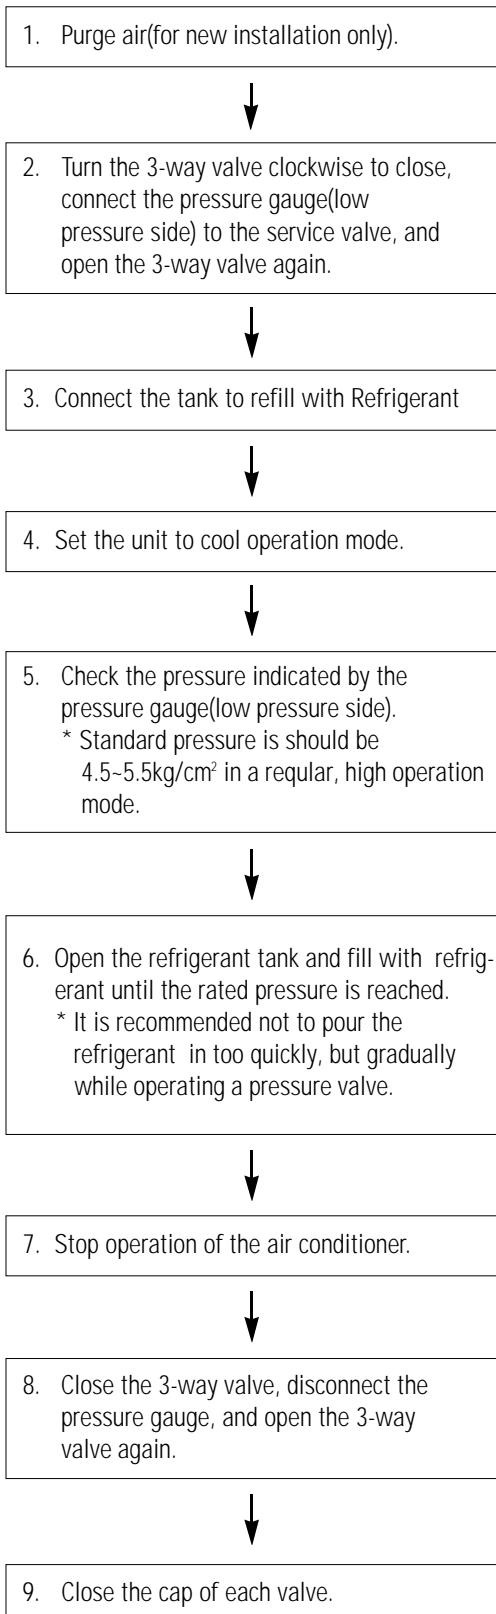 1. Purge air(for new installation only).
2. Turn the 3-way valve clockwise to close,
connect the pressure gauge(low
pressure side) to the service valve, and
open the 3-way valve again.
3. Connect the tank to refill with Refrigerant
4. Set the unit to cool operation mode.
5. Check the pressure indicated by the
pressure gauge(low pressure side).
* Standard pressure is should be
4.5~5.5kg/cm² in a reqular, high operation
mode.
6. Open the refrigerant tank and fill with refrig-
erant until the rated pressure is reached.
* It is recommended not to pour the
refrigerant in too quickly, but gradually
while operating a pressure valve.
7. Stop operation of the air conditioner.
8. Close the 3-way valve, disconnect the
pressure gauge, and open the 3-way
valve again.
9. Close the cap of each valve.